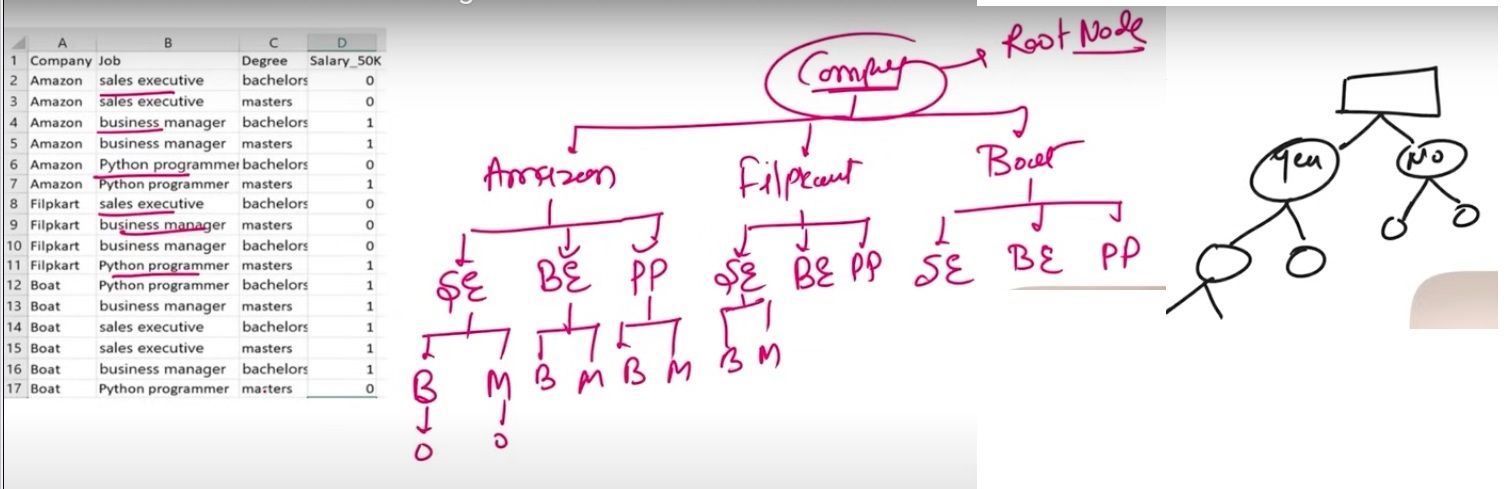 A B C D
1 Company Job Degree Salary_50K
2 Amazon sales executive bachelors 0
3 Amazon sales executive masters 0
4 Amazon business manager bachelors 1
5 Amazon business manager masters 1
6 Amazon Python programmer bachelors 0
7 Amazon Python programmer masters 1
8 Filpkart sales executive bachelors 0
9 Filpkart business manager masters 0
10 Filpkart business manager bachelors 0
11 Filpkart Python programmer masters 1
12 Boat Python programmer bachelors 1
13 Boat business manager masters 1
14 Boat sales executive bachelors 1
15 Boat sales executive masters 1
16 Boat business manager bachelors 1
17 Boat Python programmer masters 0
Root Node
Company
Amazon Filpkart Boat
SE BE PP SE BE PP SE BE PP
B M B M B M B M
0 0
Yes No